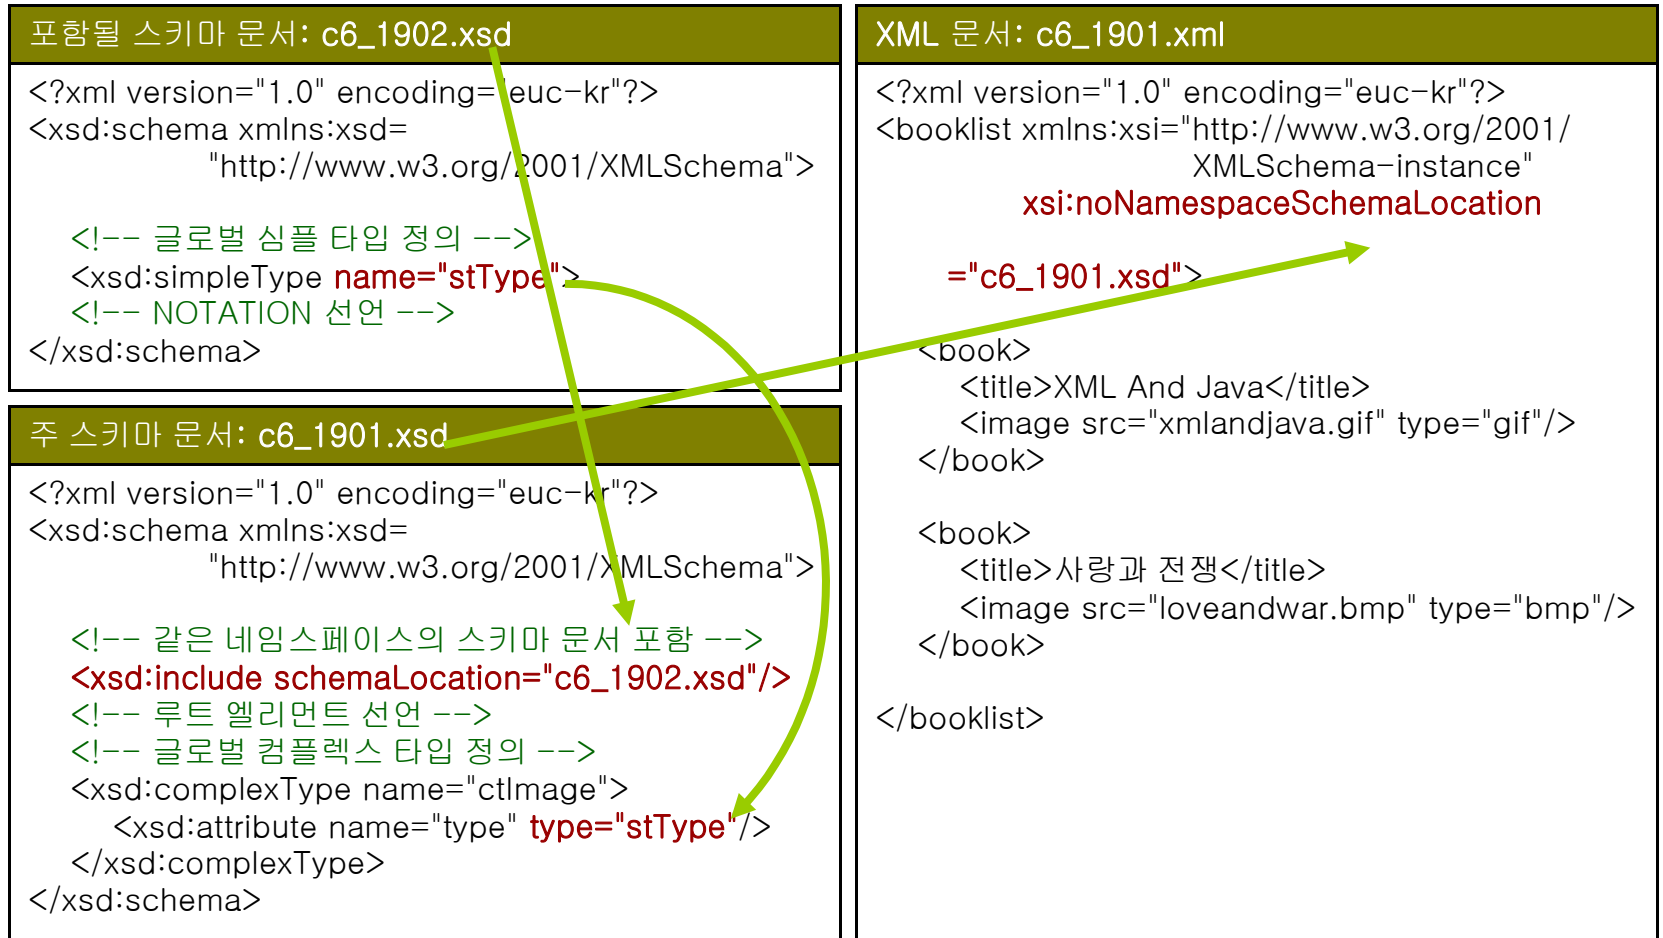 포함될 스키마 문서: c6_1902.xsd
<?xml version="1.0" encoding="euc-kr"?>
<xsd:schema xmlns:xsd=
"http://www.w3.org/2001/XMLSchema">
<!-- 글로벌 심플 타입 정의 -->
<xsd:simpleType name="stType">
<!-- NOTATION 선언 -->
</xsd:schema>
주 스키마 문서: c6_1901.xsd
<?xml version="1.0" encoding="euc-kr"?>
<xsd:schema xmlns:xsd=
"http://www.w3.org/2001/XMLSchema">
<!-- 같은 네임스페이스의 스키마 문서 포함 -->
<xsd:include schemaLocation="c6_1902.xsd"/>
<!-- 루트 엘리먼트 선언 -->
<!-- 글로벌 컴플렉스 타입 정의 -->
<xsd:complexType name="ctImage">
<xsd:attribute name="type" type="stType"/>
</xsd:complexType>
</xsd:schema>
XML 문서: c6_1901.xml
<?xml version="1.0" encoding="euc-kr"?>
<booklist xmlns:xsi="http://www.w3.org/2001/
XMLSchema-instance"
xsi:noNamespaceSchemaLocation
="c6_1901.xsd">
<book>
<title>XML And Java</title>
<image src="xmlandjava.gif" type="gif"/>
</book>
<book>
<title>사랑과 전쟁</title>
<image src="loveandwar.bmp" type="bmp"/>
</book>
</booklist>